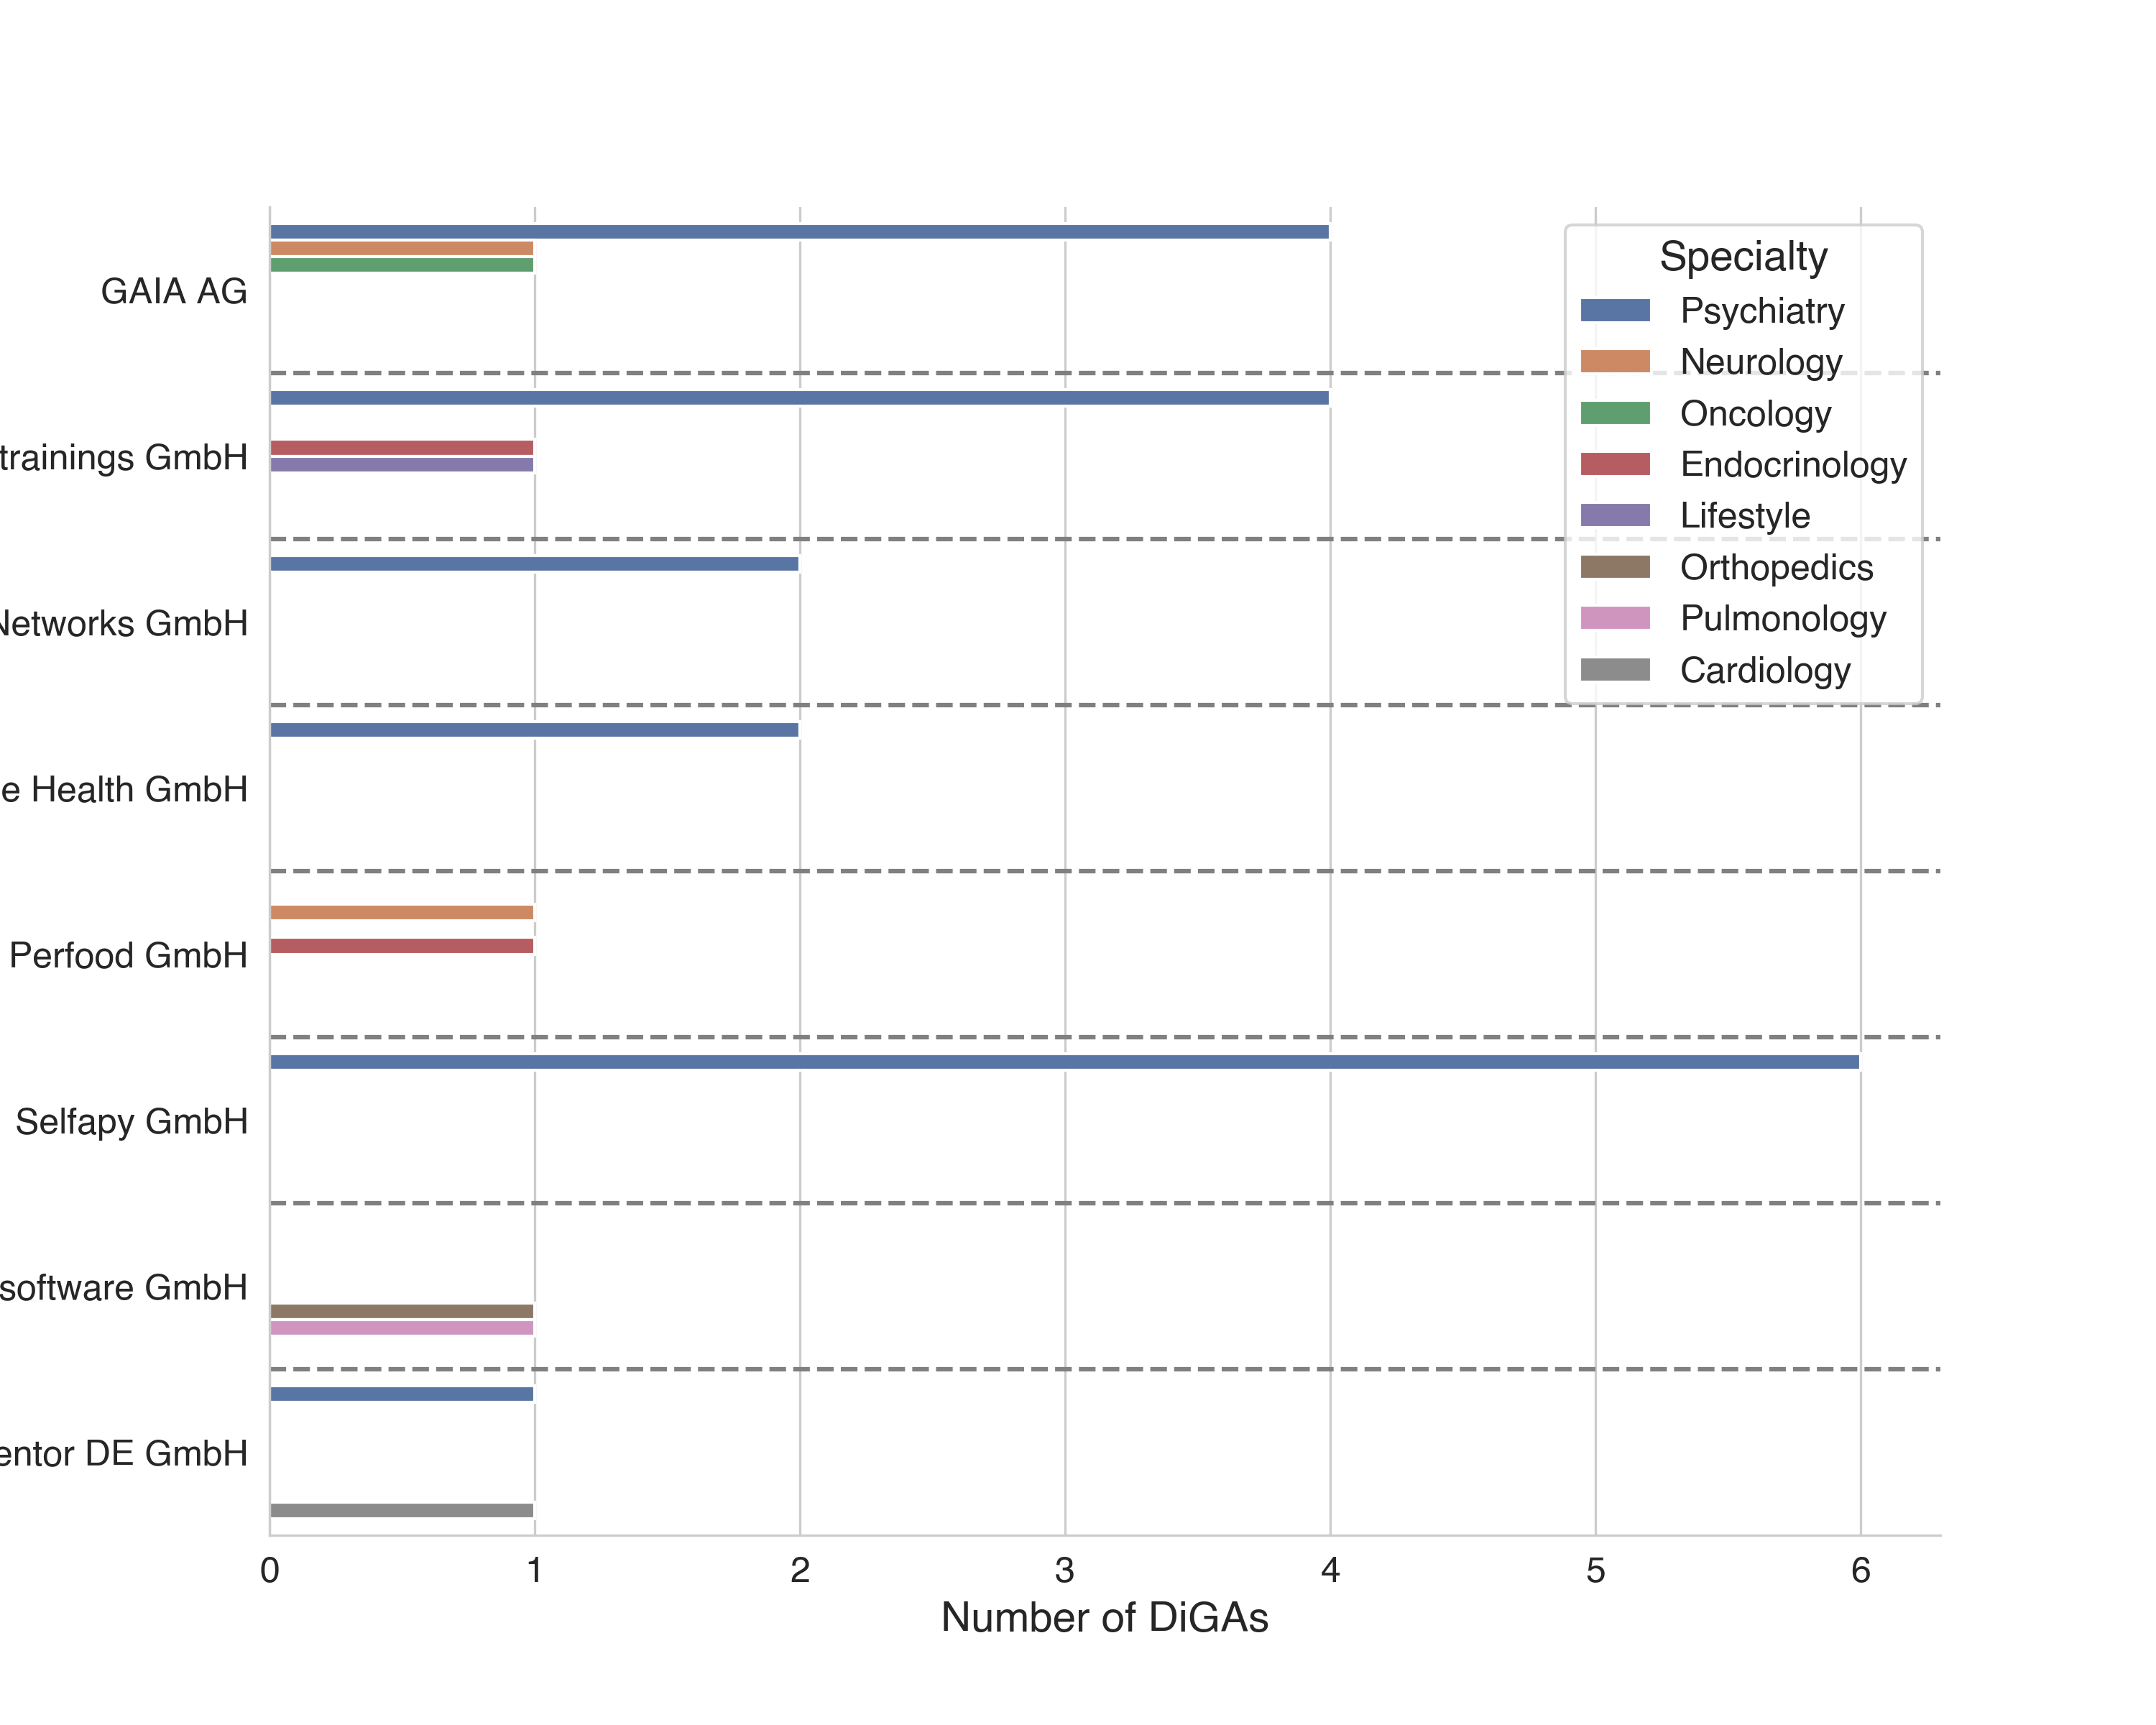 GAIA AG
trainings GmbH
Networks GmbH
e Health GmbH
Perfood GmbH
Selfapy GmbH
software GmbH
entor DE GmbH
Specialty
Psychiatry
Neurology
Oncology
Endocrinology
Lifestyle
Orthopedics
Pulmonology
Cardiology
0 1 2 3 4 5 6
Number of DiGAs